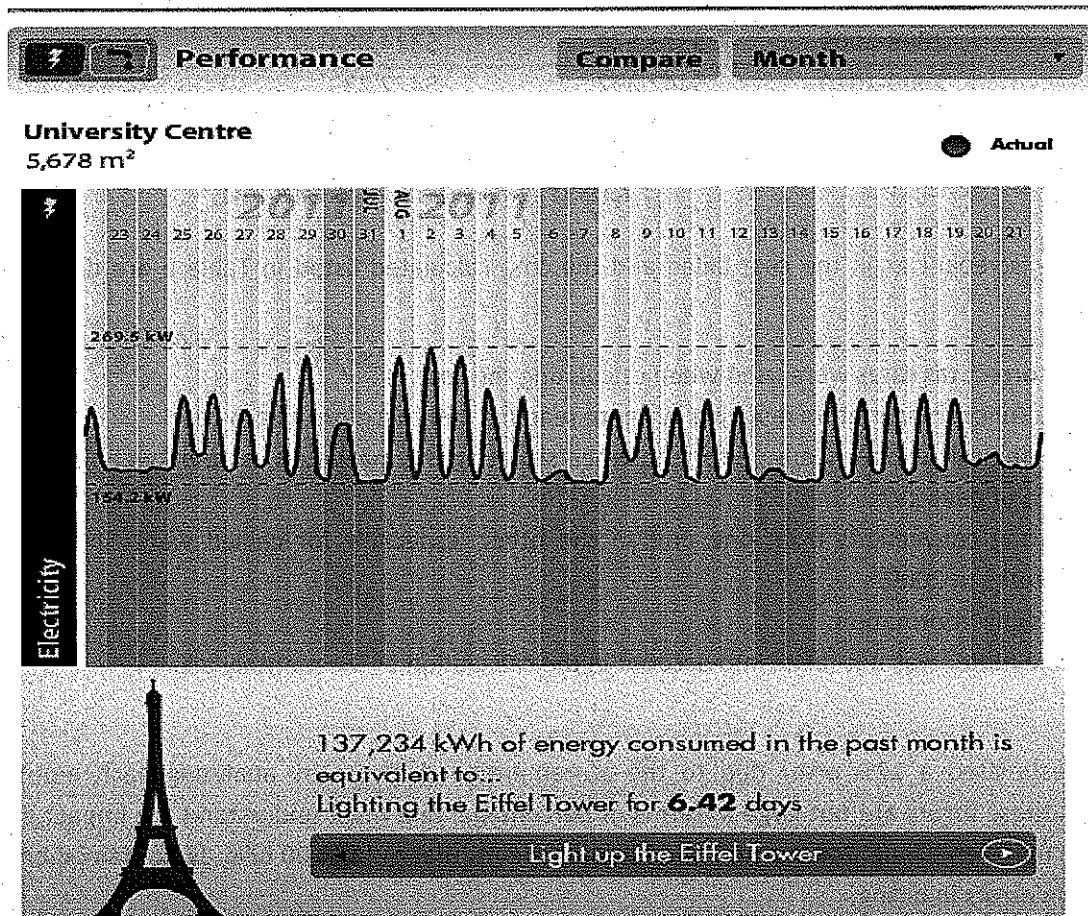 Performance
Compare
Month
University Centre
5,678 m²
Actual
2011 JUL AUG 2011
23 24 25 26 27 28 29 30 31 1 2 3 4 5 6 7 8 9 10 11 12 13 14 15 16 17 18 19 20 21
269.5 kW
154.2 kW
Electricity
137,234 kWh of energy consumed in the past month is
equivalent to...
Lighting the Eiffel Tower for 6.42 days
Light up the Eiffel Tower